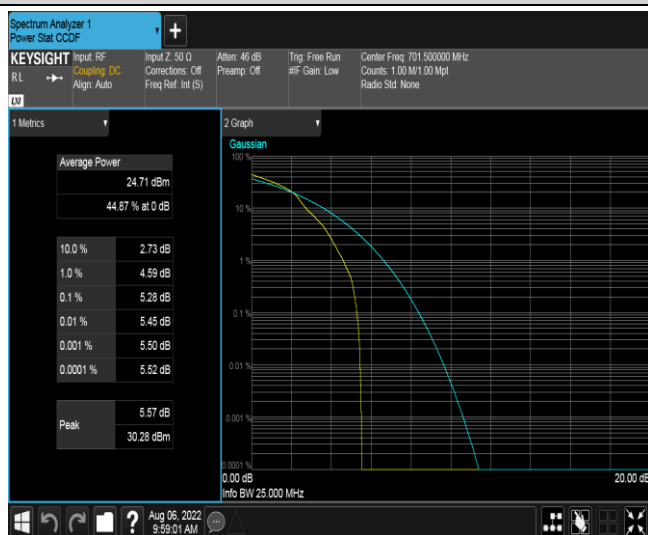 Spectrum Analyzer 1
Power Stat CCDF
+
KEYSIGHT
RL
LXI
Input: RF
Coupling: DC
Align: Auto
Input Z: 50 Ω
Corrections: Off
Freq Ref: Int (S)
Atten: 46 dB
Preamp: Off
Trig: Free Run
#IF Gain: Low
Center Freq: 701.500000 MHz
Counts: 1.00 M/1.00 Mpt
Radio Std: None
1 Metrics
Average Power
24.71 dBm
44.87 % at 0 dB
10.0 % 2.73 dB
1.0 % 4.59 dB
0.1 % 5.28 dB
0.01 % 5.45 dB
0.001 % 5.50 dB
0.0001 % 5.52 dB
Peak
5.57 dB
30.28 dBm
2 Graph
Gaussian
100 %
10 %
1 %
0.1 %
0.01 %
0.001 %
0.0001 %
0.00 dB 20.00 dB
Info BW 25.000 MHz
?
Aug 06, 2022
9:59:01 AM